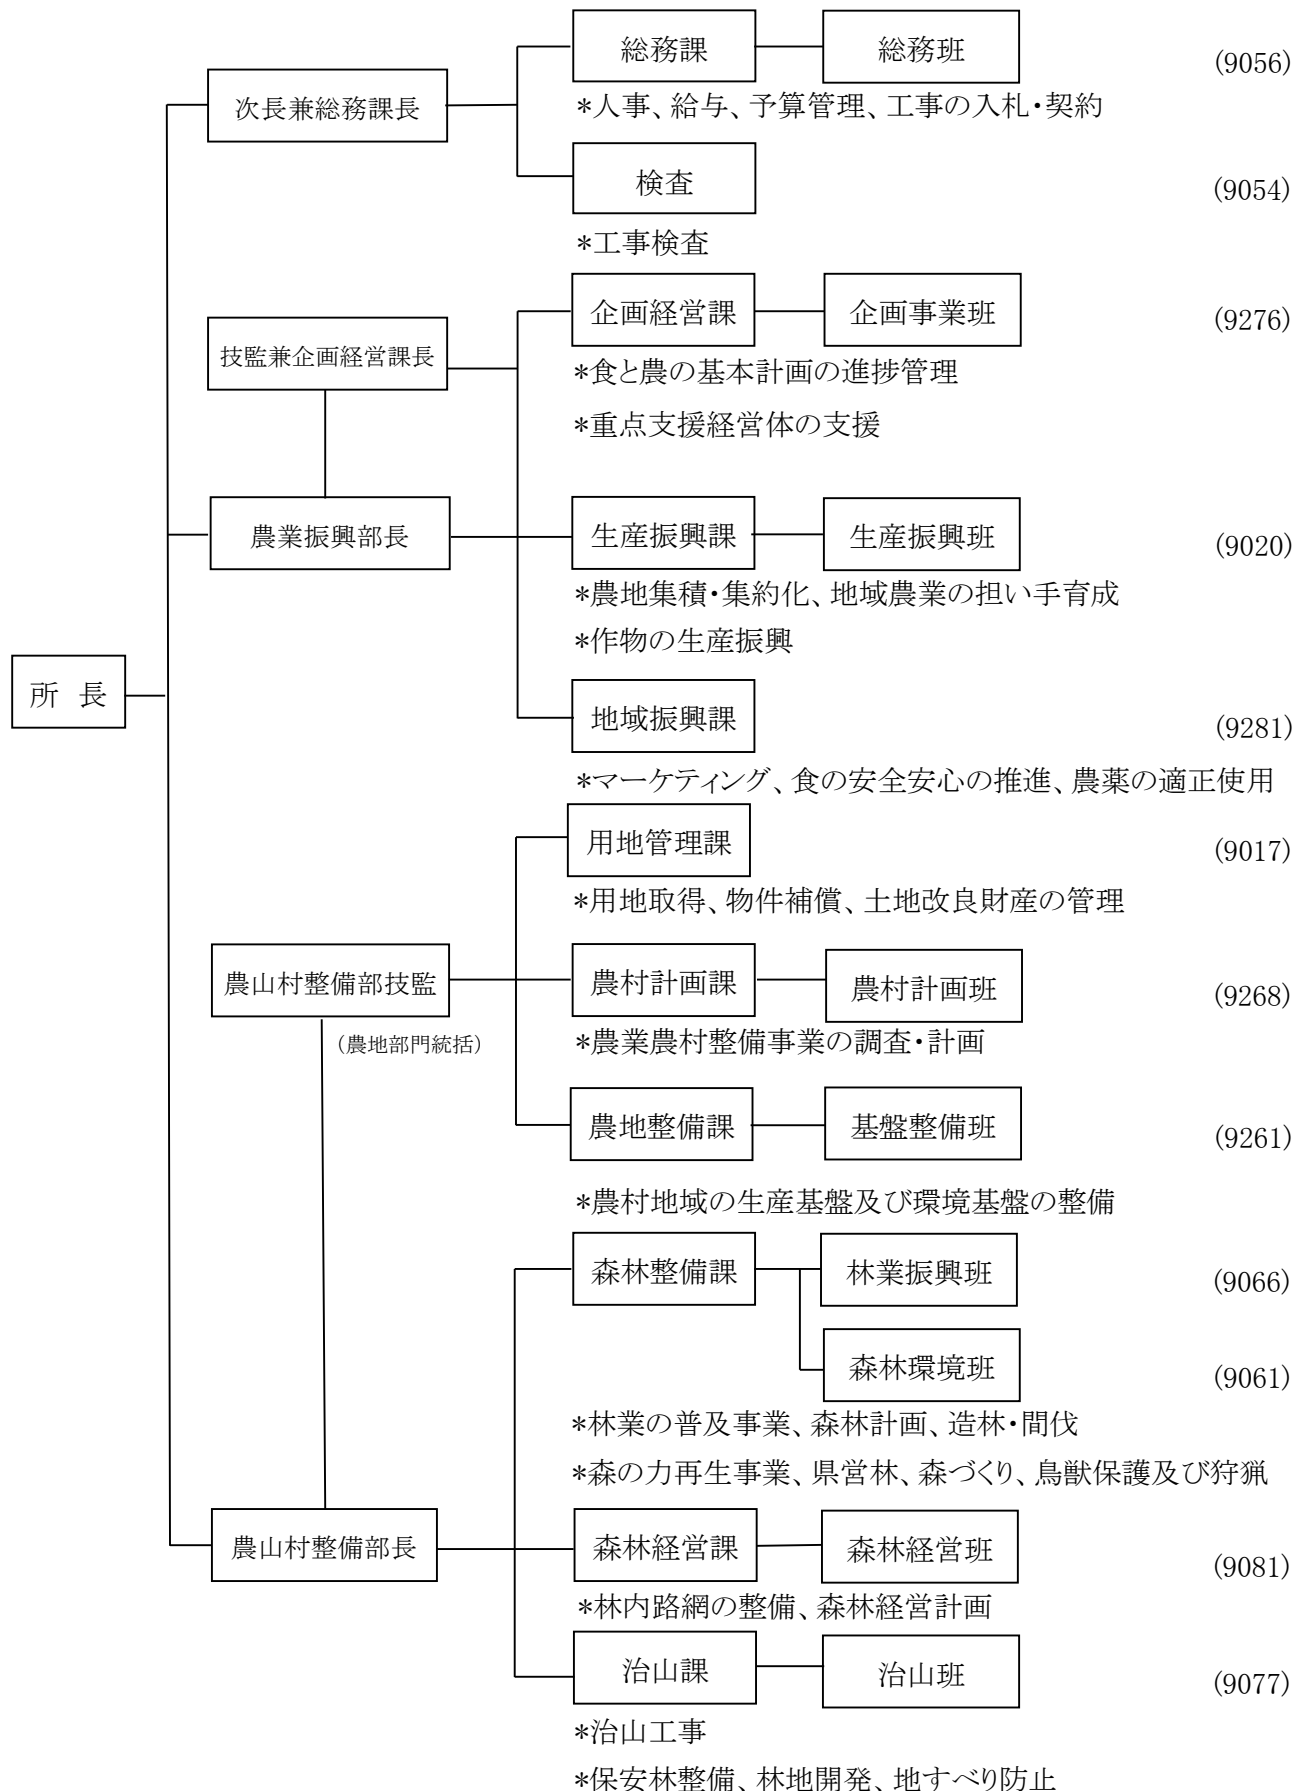 総務課 総務班 (9056)
次長兼総務課長
*人事、給与、予算管理、工事の入札・契約
検査 (9054)
*工事検査
企画経営課 企画事業班 (9276)
技監兼企画経営課長
*食と農の基本計画の進捗管理
*重点支援経営体の支援
農業振興部長 生産振興課 生産振興班 (9020)
*農地集積・集約化、地域農業の担い手育成
*作物の生産振興
所 長
地域振興課 (9281)
*マーケティング、食の安全安心の推進、農薬の適正使用
用地管理課 (9017)
*用地取得、物件補償、土地改良財産の管理
農山村整備部技監 農村計画課 農村計画班 (9268)
(農地部門統括)
*農業農村整備事業の調査・計画
農地整備課 基盤整備班 (9261)
*農村地域の生産基盤及び環境基盤の整備
森林整備課 林業振興班 (9066)
森林環境班 (9061)
*林業の普及事業、森林計画、造林・間伐
*森の力再生事業、県営林、森づくり、鳥獣保護及び狩猟
農山村整備部長 森林経営課 森林経営班 (9081)
*林内路網の整備、森林経営計画
治山課 治山班 (9077)
*治山工事
*保安林整備、林地開発、地すべり防止